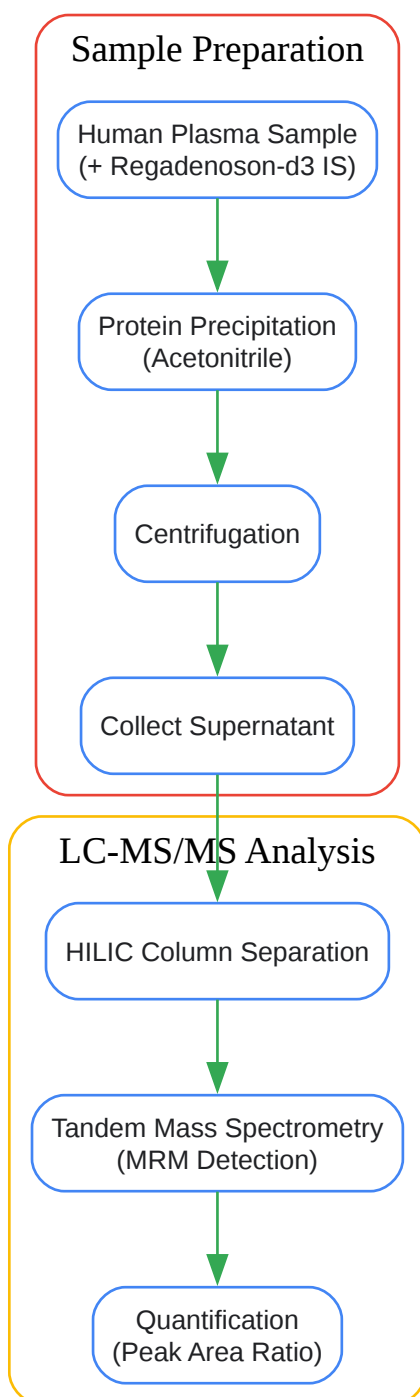 Sample Preparation
Human Plasma Sample
(+ Regadenoson-d3 IS)
Protein Precipitation
(Acetonitrile)
Centrifugation
Collect Supernatant
LC-MS/MS Analysis
HILIC Column Separation
Tandem Mass Spectrometry
(MRM Detection)
Quantification
(Peak Area Ratio)